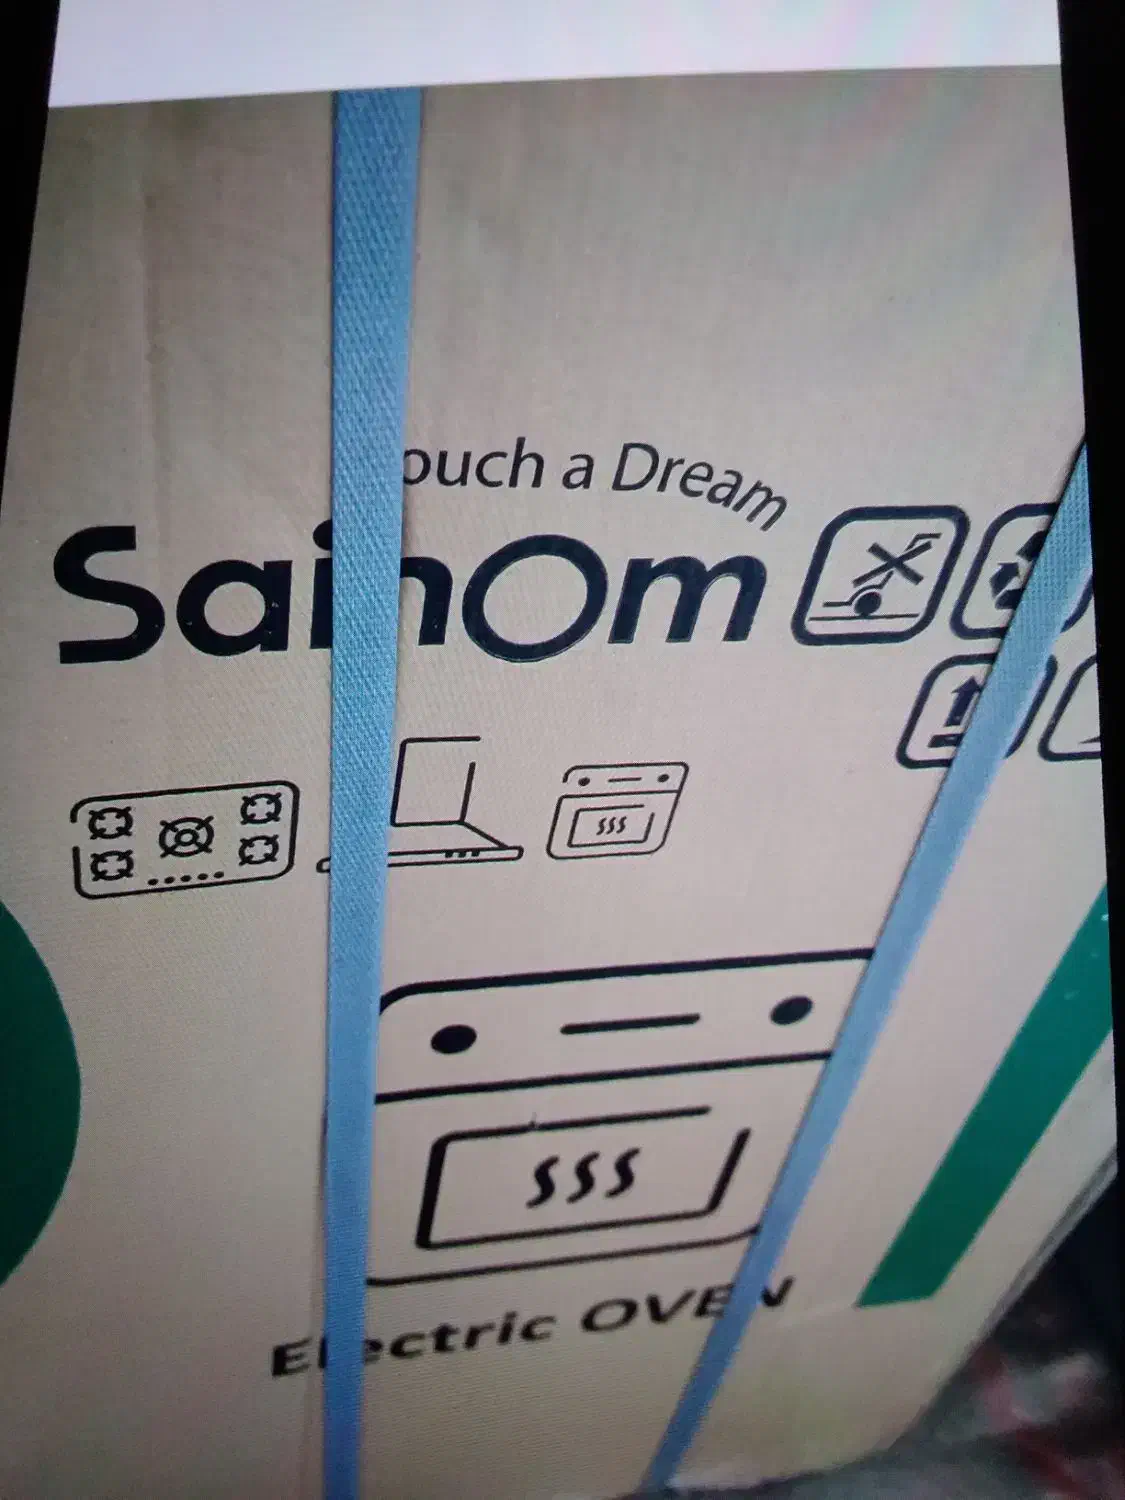 ouch a Dream
SainOm
Electric OVEN